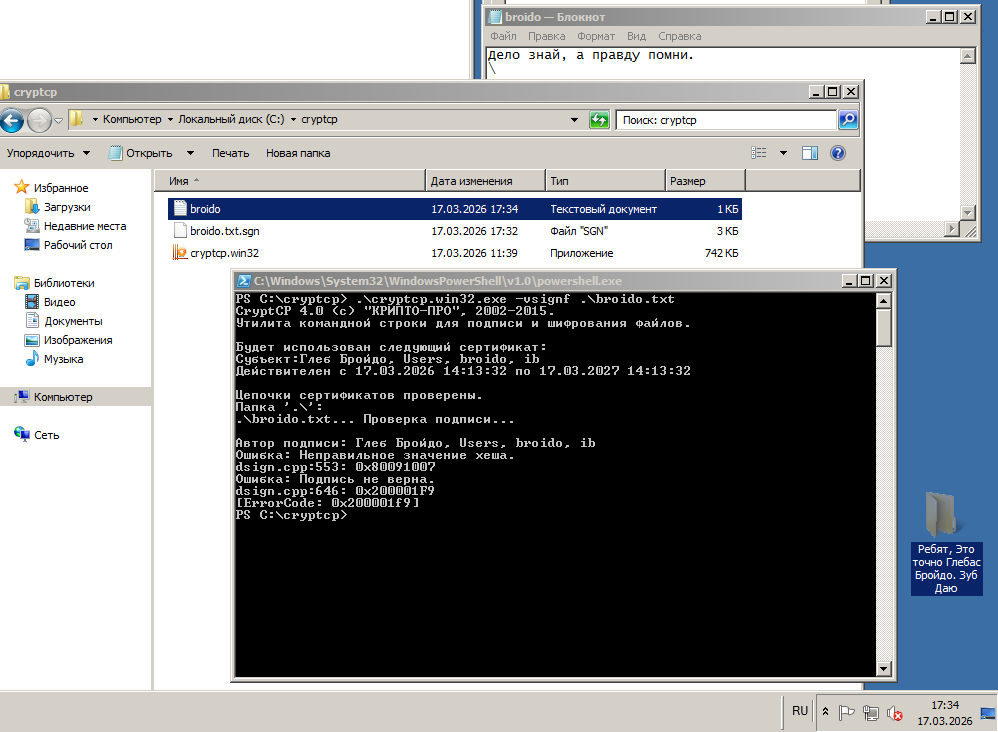 broido — Блокнот
Файл Правка Формат Вид Справка
Дело знай, а правду помни.
\
cryptcp
Компьютер Локальный диск (C:) cryptcp
Поиск: cryptcp
Упорядочить Открыть Печать Новая папка
Избранное
Загрузки
Недавние места
Рабочий стол
Библиотеки
Видео
Документы
Изображения
Музыка
Компьютер
Сеть
Имя Дата изменения Тип Размер
broido 17.03.2026 17:34 Текстовый документ 1 КБ
broido.txt.sgn 17.03.2026 17:32 Файл "SGN" 3 КБ
cryptcp.win32 17.03.2026 11:39 Приложение 742 КБ
C:\Windows\System32\WindowsPowerShell\v1.0\powershell.exe
PS C:\cryptcp> .\cryptcp.win32.exe -vsignf .\broido.txt
CryptCP 4.0 (c) "КРИПТО-ПРО", 2002-2015.
Утилита командной строки для подписи и шифрования файлов.
Будет использован следующий сертификат:
Субъект:Глеб Бройдо, Users, broido, ib
Действителен с 17.03.2026 14:13:32 по 17.03.2027 14:13:32
Цепочки сертификатов проверены.
Папка '.\':
.\broido.txt... Проверка подписи...
Автор подписи: Глеб Бройдо, Users, broido, ib
Ошибка: Неправильное значение хеша.
dsign.cpp:553: 0x80091007
Ошибка: Подпись не верна.
dsign.cpp:646: 0x200001F9
[ErrorCode: 0x200001f9]
PS C:\cryptcp>
Ребят, Это
точно Глебас
Бройдо. Зуб
Даю
RU
17:34
17.03.2026